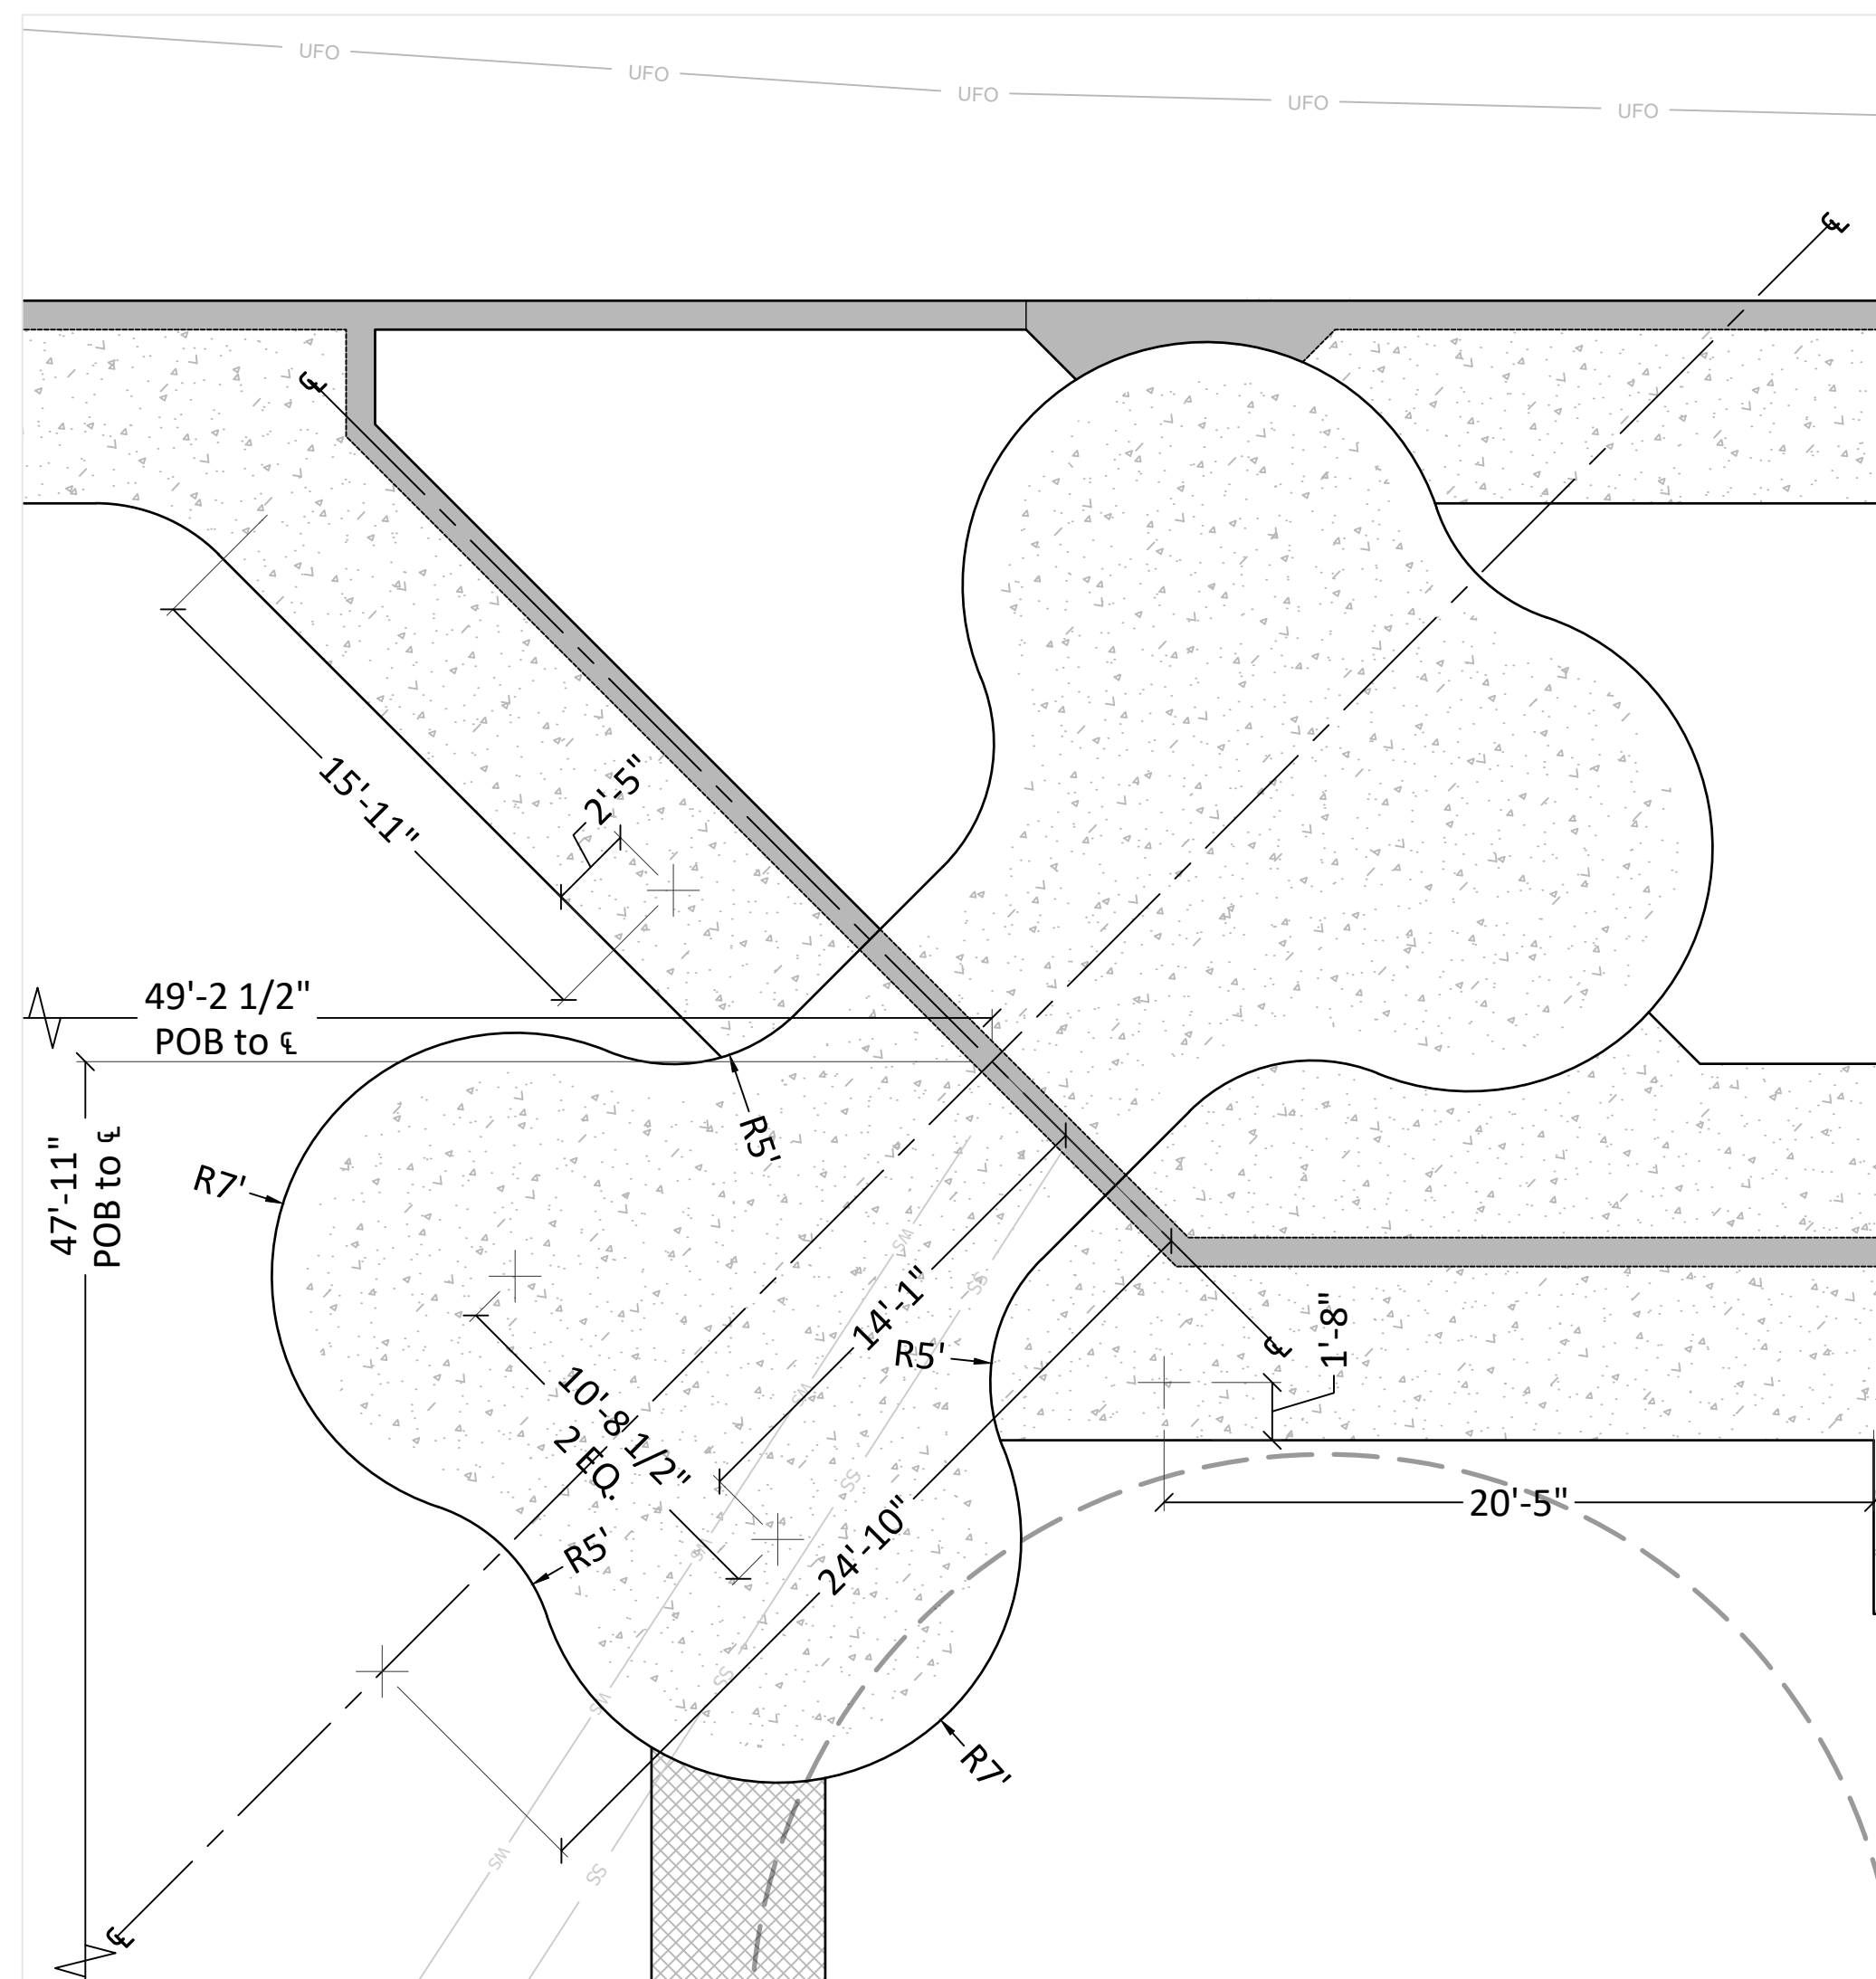 UFO
UFO
UFO
UFO
UFO
℄
℄
15'-11"
2'-5"
49'-2 1/2"
POB to ℄
47'-11"
POB to ℄
R5'
R7'
SW
SS
14'-1"
R5'
℄
1'-8"
10'-8 1/2"
2 EQ.
SW
SS
SW
R5'
24'-10"
20'-5"
SS
SW
R7'
SW
SS
℄